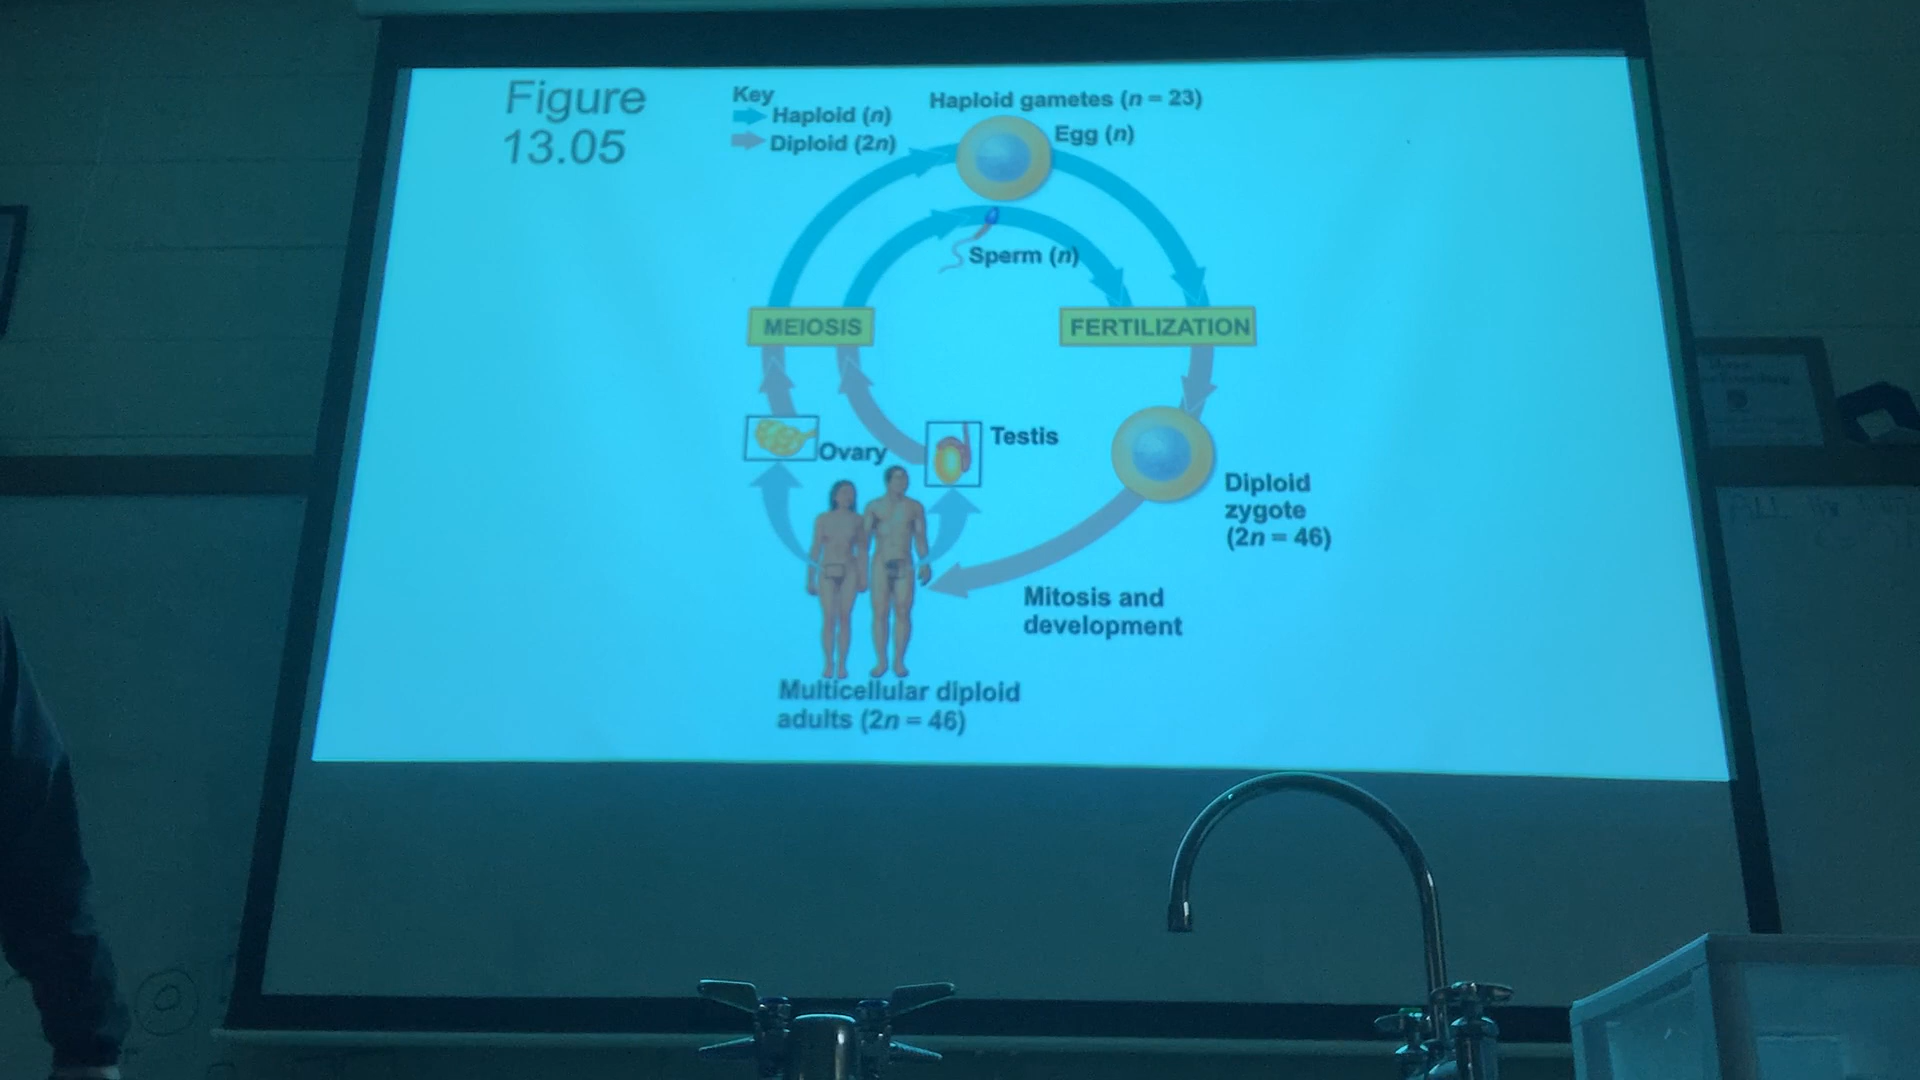 Figure
13.05
Key
Haploid (n)
Diploid (2n)
Haploid gametes (n = 23)
Egg (n)
Sperm (n)
MEIOSIS
FERTILIZATION
Ovary
Testis
Diploid
zygote
(2n = 46)
Mitosis and
development
Multicellular diploid
adults (2n = 46)
ALL